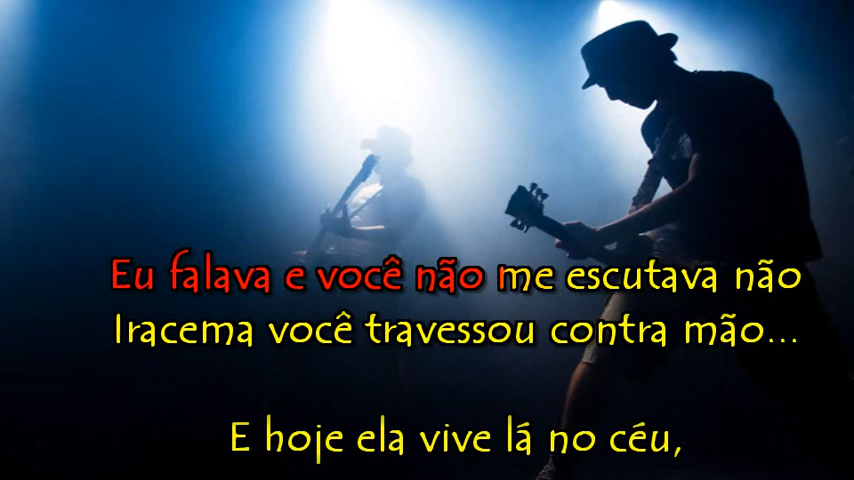 Eu falava e você não me escutava não
Iracema você travessou contra mão...
E hoje ela vive lá no céu,